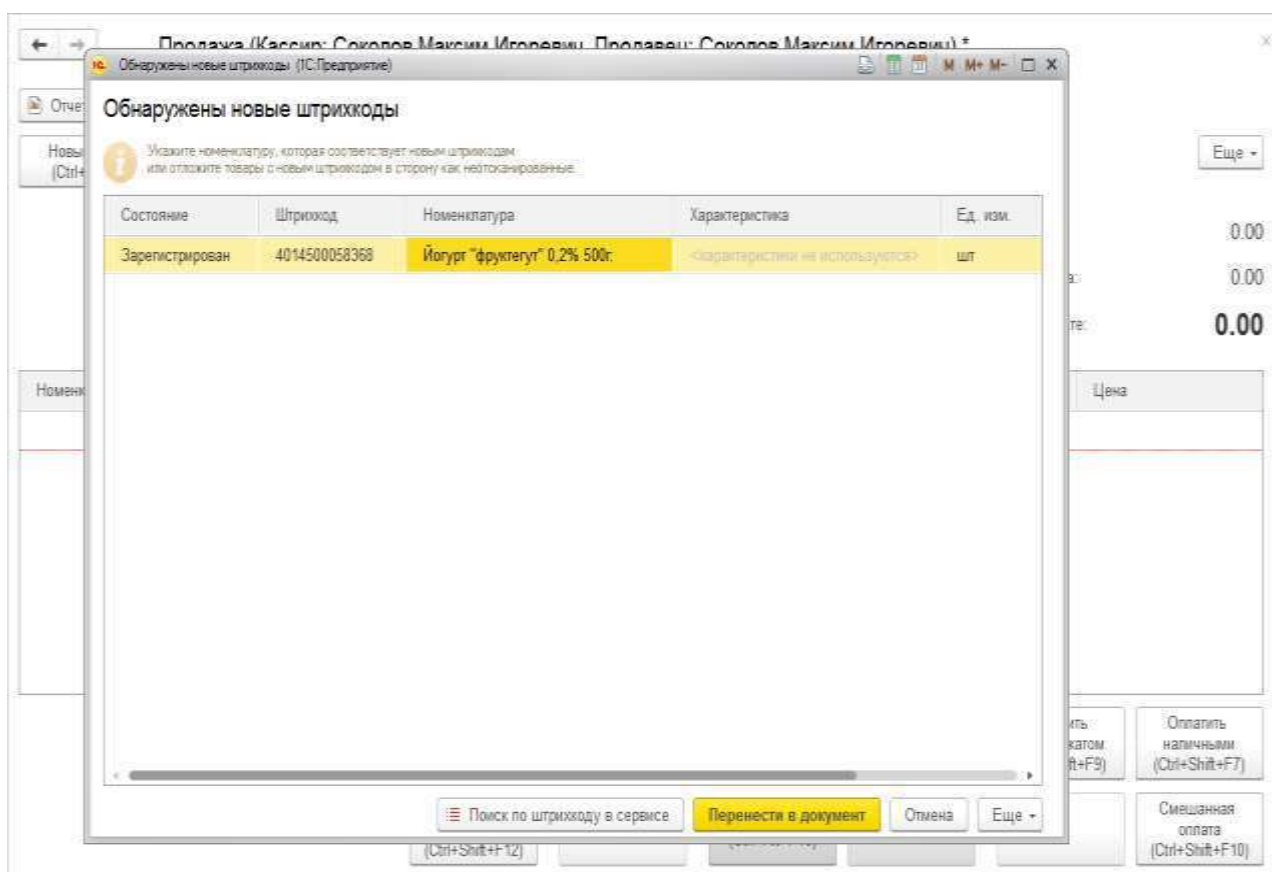 Продажа (Кассир: Соколов Максим Игоревич, Продавец: Соколов Максим Игоревич) *
Обнаружены новые штрихкоды (1С:Предприятие)
M M+ M-
Обнаружены новые штрихкоды
Укажите номенклатуру, которая соответствует новым штрихкодам
или отложите товары с новым штрихкодом в сторону как неотсканированные.
Еще
Состояние Штрихкод Номенклатура Характеристика Ед. изм.
Зарегистрирован 4014500058368 Йогурт "фруктегут" 0,2% 500г. <характеристики не используются> шт
0.00
0.00
0.00
Цена
Оплатить
наличными
(Ctrl+Shift+F7)
Поиск по штрихкоду в сервисе Перенести в документ Отмена Еще
Смешанная
оплата
(Ctrl+Shift+F10)
(Ctrl+Shift+F12)